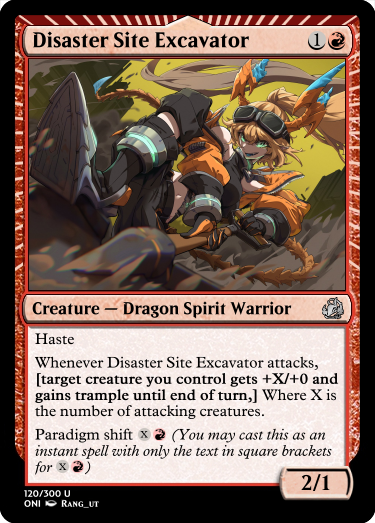 Disaster Site Excavator 1
Creature — Dragon Spirit Warrior
Haste
Whenever Disaster Site Excavator attacks,
[target creature you control gets +X/+0 and
gains trample until end of turn,] Where X is
the number of attacking creatures.
Paradigm shift X (You may cast this as an
instant spell with only the text in square brackets
for X)
2/1
120/300 U
ONI RANG_UT